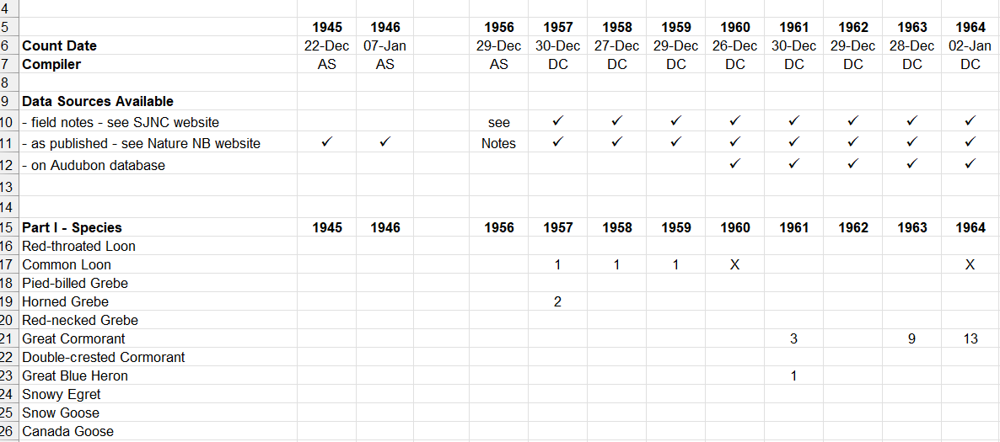 4
5 1945 1946 1956 1957 1958 1959 1960 1961 1962 1963 1964
6 Count Date 22-Dec 07-Jan 29-Dec 30-Dec 27-Dec 29-Dec 26-Dec 30-Dec 29-Dec 28-Dec 02-Jan
7 Compiler AS AS AS DC DC DC DC DC DC DC DC
8
9 Data Sources Available
10 - field notes - see SJNC website see ✓ ✓ ✓ ✓ ✓ ✓ ✓ ✓
11 - as published - see Nature NB website ✓ ✓ Notes ✓ ✓ ✓ ✓ ✓ ✓ ✓ ✓
12 - on Audubon database ✓ ✓ ✓ ✓ ✓
13
14
15 Part I - Species 1945 1946 1956 1957 1958 1959 1960 1961 1962 1963 1964
16 Red-throated Loon
17 Common Loon 1 1 1 X X
18 Pied-billed Grebe
19 Horned Grebe 2
20 Red-necked Grebe
21 Great Cormorant 3 9 13
22 Double-crested Cormorant
23 Great Blue Heron 1
24 Snowy Egret
25 Snow Goose
26 Canada Goose